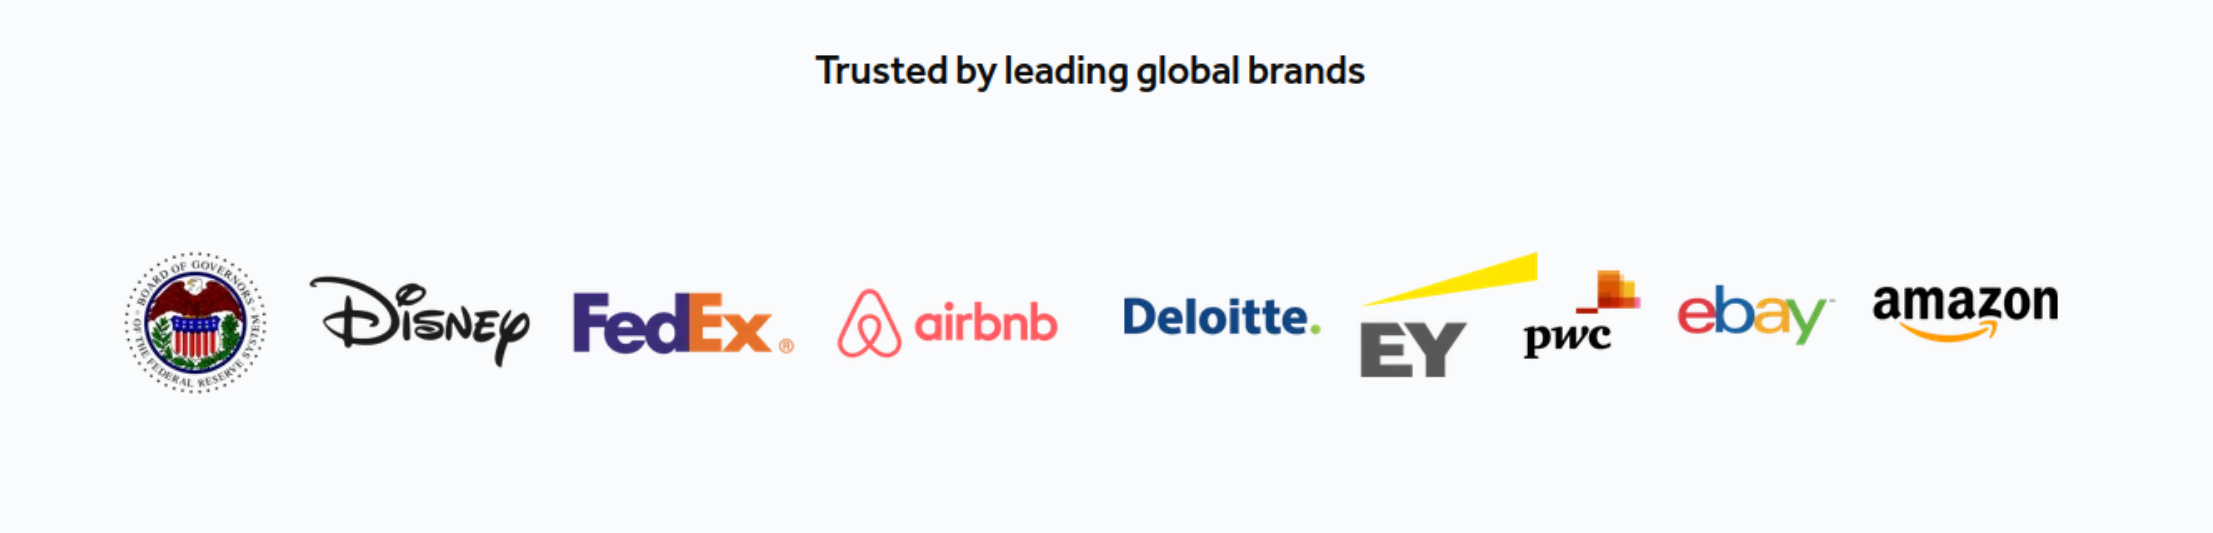 Trusted by leading global brands
BOARD OF GOVERNORS
OF THE FEDERAL RESERVE SYSTEM
Disney
FedEx®
airbnb
Deloitte.
EY
pwc
ebay
amazon